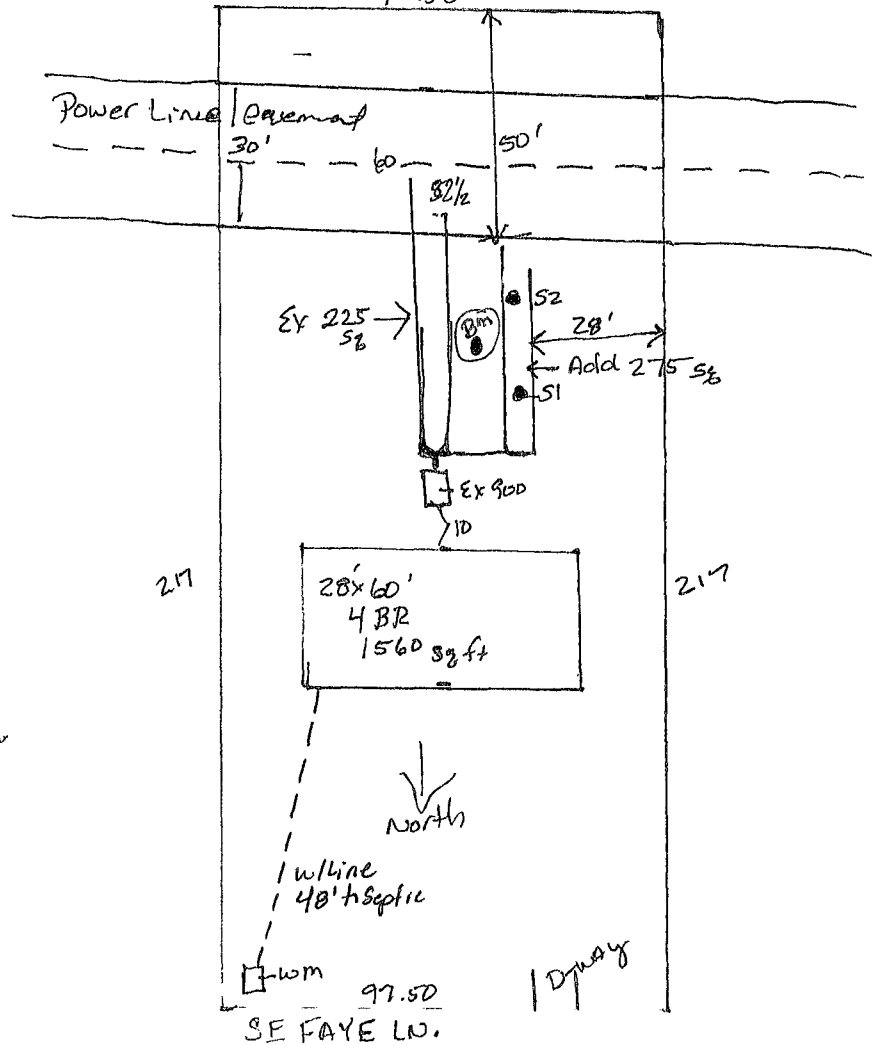 Power Line easement
30'
60
50'
82½
Ex 225
Sq
Bm
S2
28'
Add 275 Sq
S1
Ex 900
10
217
217
28'x60'
4 BR
1560 sq ft
North
w/Line
48' to Septic
wm
97.50
D-way
SE FAYE LN.